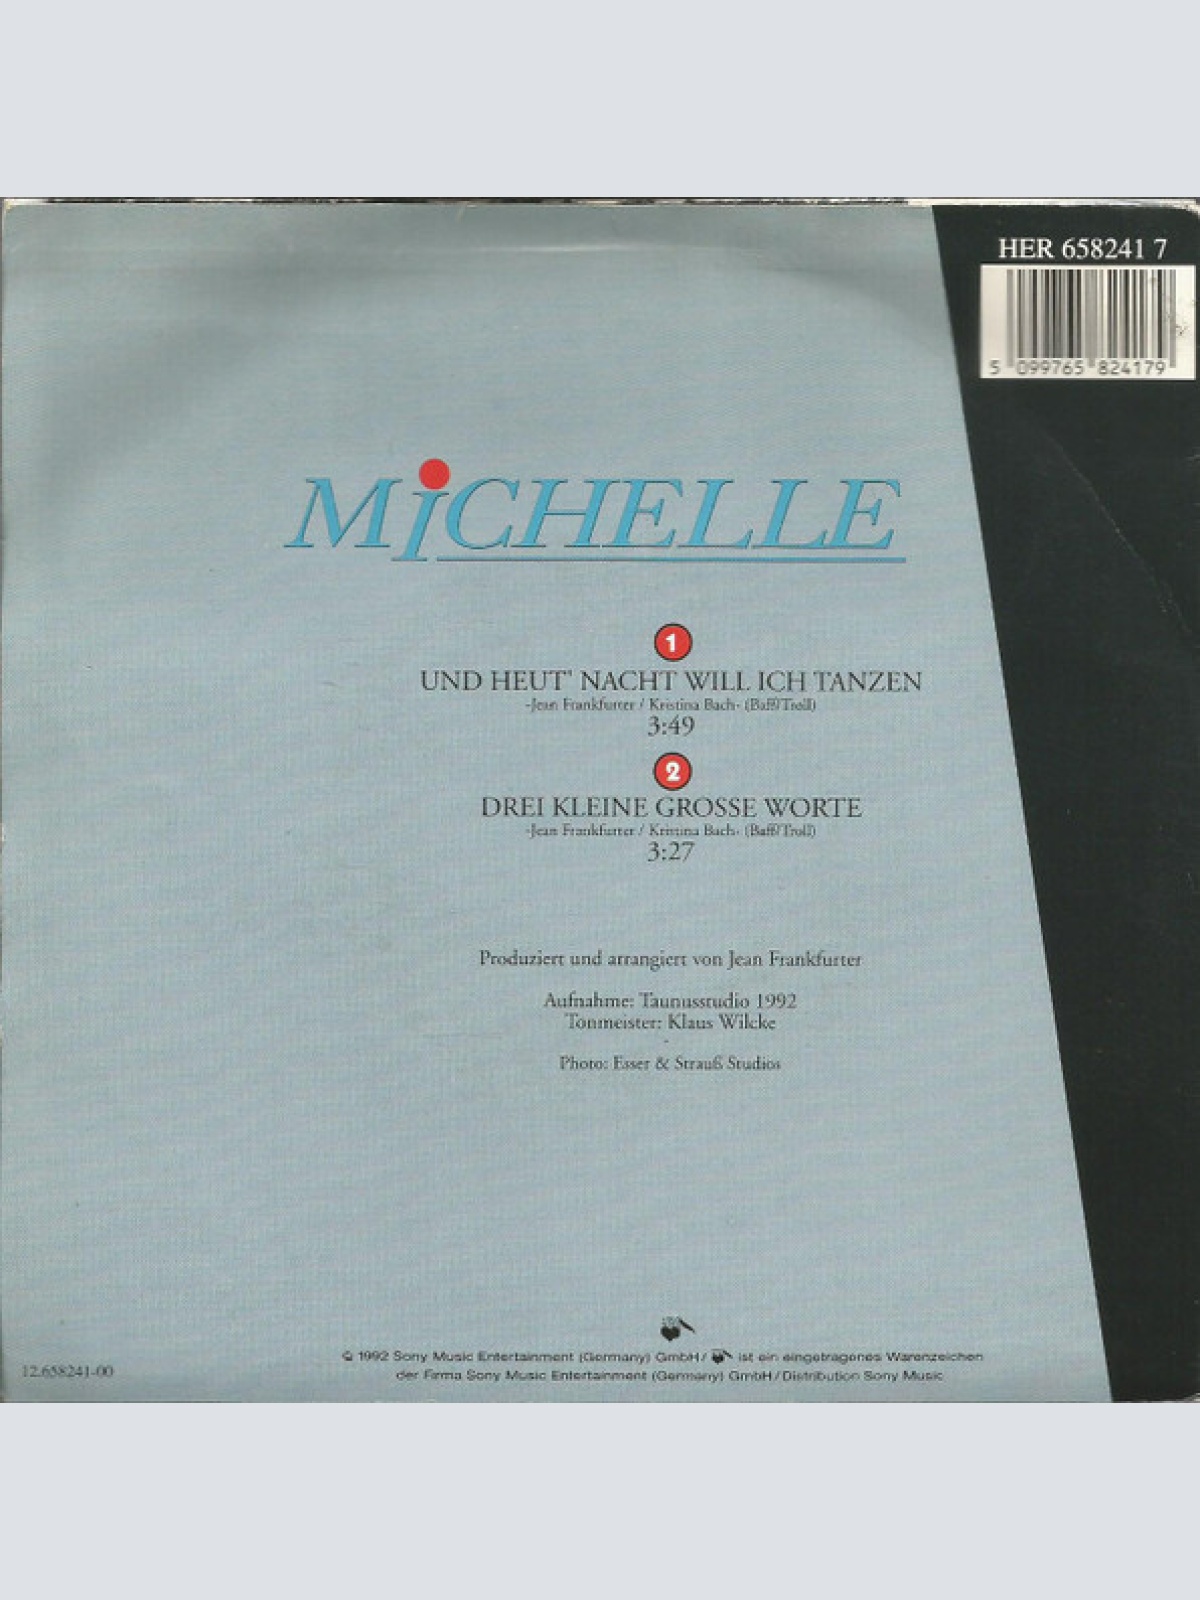 HER 658241 7
5 099765 824179
MiCHELLE
1
UND HEUT' NACHT WILL ICH TANZEN
-Jean Frankfurter / Kristina Bach- (Baff/Troll)
3:49
2
DREI KLEINE GROSSE WORTE
-Jean Frankfurter / Kristina Bach- (Baff/Troll)
3:27
Produziert und arrangiert von Jean Frankfurter
Aufnahme: Taunusstudio 1992
Tonmeister: Klaus Wilcke
Photo: Esser & Strauß Studios
℗ 1992 Sony Music Entertainment (Germany) GmbH / ist ein eingetragenes Warenzeichen
der Firma Sony Music Entertainment (Germany) GmbH / Distribution Sony Music
12.658241-00